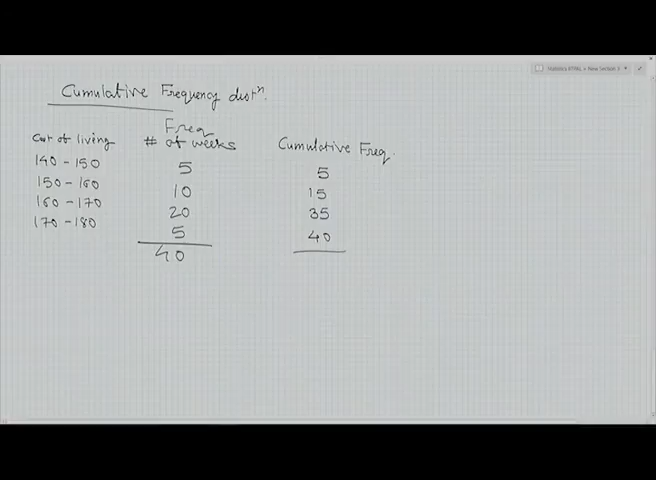 Cumulative Frequency distⁿ.
Freq
Cost of living # of weeks Cumulative Freq.
140 - 150 5 5
150 - 160 10 15
160 - 170 20 35
170 - 180 5 40
40